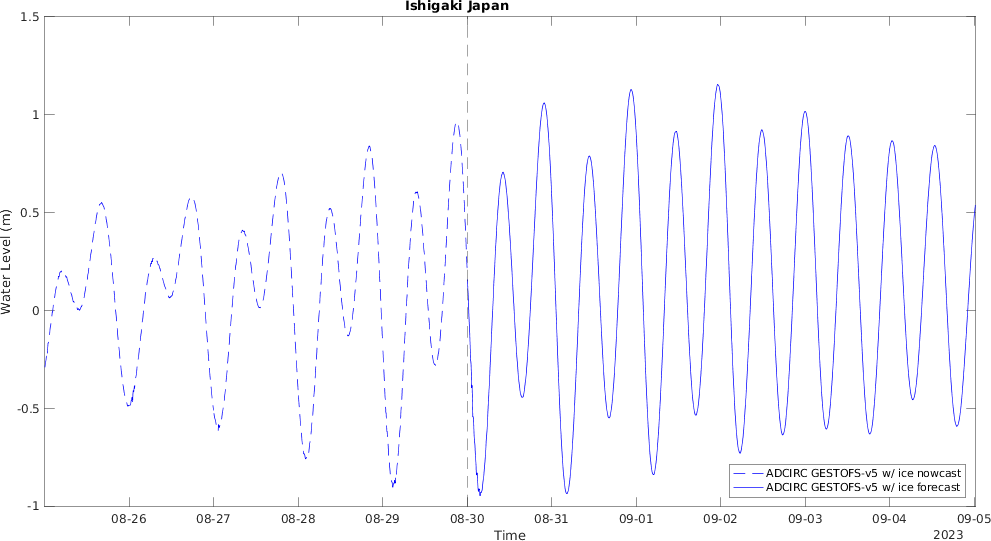 Ishigaki Japan
1.5
1
0.5
0
-0.5
-1
Water Level (m)
08-26 08-27 08-28 08-29 08-30 08-31 09-01 09-02 09-03 09-04 09-05
Time
2023
ADCIRC GESTOFS-v5 w/ ice nowcast
ADCIRC GESTOFS-v5 w/ ice forecast